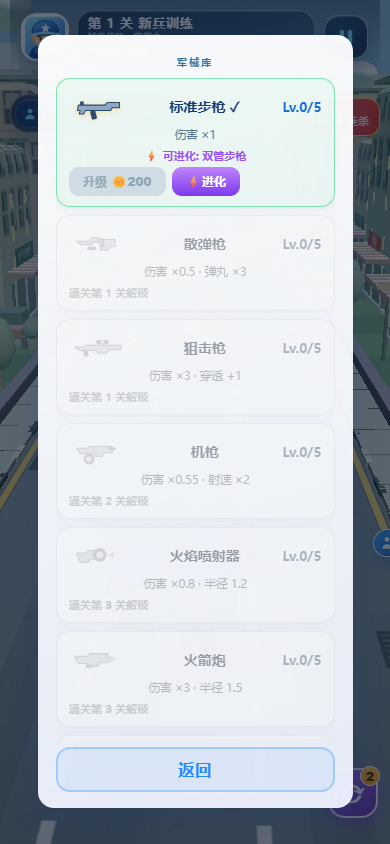 第 1 关 新兵训练
军械库
标准步枪 ✓ Lv.0/5
伤害 ×1
⚡ 可进化: 双管步枪
升级 200 ⚡进化
散弹枪 Lv.0/5
伤害 ×0.5 · 弹丸 ×3
通关第 1 关解锁
狙击枪 Lv.0/5
伤害 ×3 · 穿透 +1
通关第 1 关解锁
机枪 Lv.0/5
伤害 ×0.55 · 射速 ×2
通关第 2 关解锁
火焰喷射器 Lv.0/5
伤害 ×0.8 · 半径 1.2
通关第 3 关解锁
火箭炮 Lv.0/5
伤害 ×3 · 半径 1.5
通关第 3 关解锁
返回
2